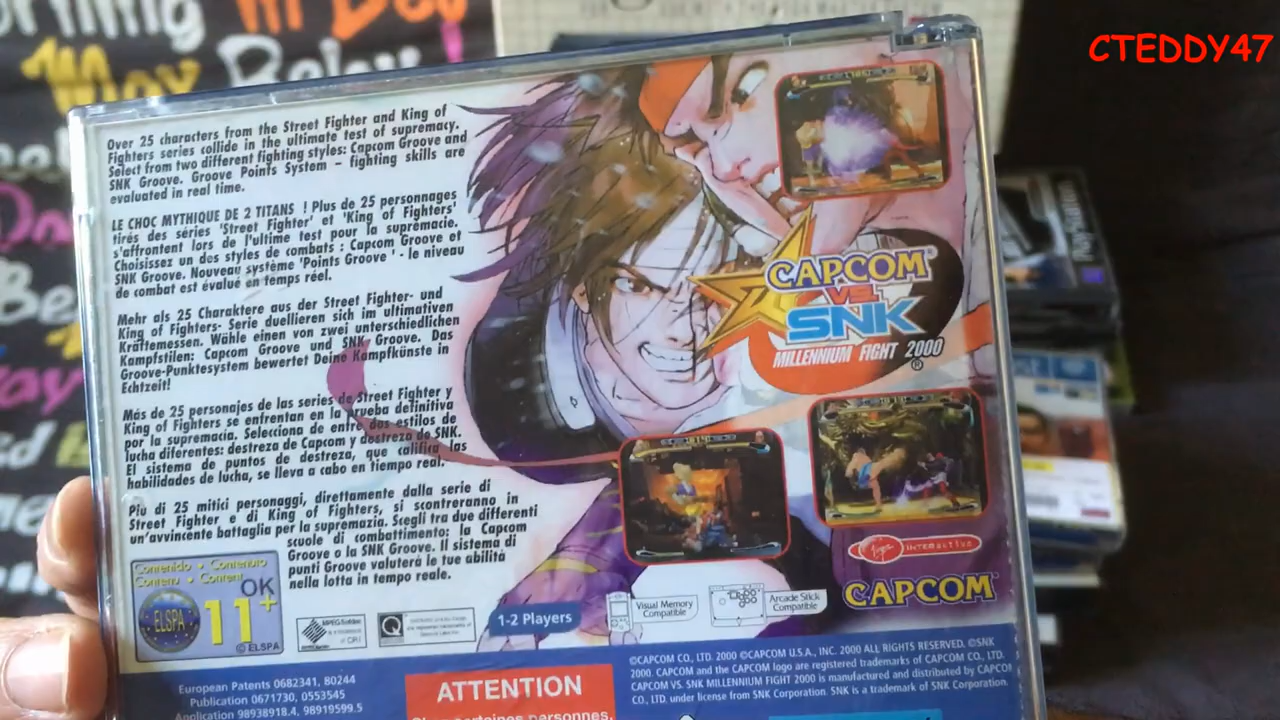 CTEDDY47
May
Over 25 characters from the Street Fighter and King of
Fighters series collide in the ultimate test of supremacy.
Select from two different fighting styles: Capcom Groove and
SNK Groove. Groove Points System – fighting skills are
evaluated in real time.
LE CHOC MYTHIQUE DE 2 TITANS ! Plus de 25 personnages
tirés des séries 'Street Fighter' et 'King of Fighters'
s'affrontent lors de l'ultime test pour la supremacie.
Choisissez un des styles de combats : Capcom Groove et
SNK Groove. Nouveau système 'Points Groove' - le niveau
de combat est évalué en temps réel.
Mehr als 25 Charaktere aus der Street Fighter- und
King of Fighters- Serie duellieren sich im ultimativen
Kräftemessen. Wähle einen von zwei unterschiedlichen
Kampfstilen: Capcom Groove und SNK Groove. Das
Groove-Punktesystem bewertet Deine Kampfkünste in
Echtzeit!
Más de 25 personajes de las series de Street Fighter y
King of Fighters se enfrentan en la prueba definitiva
por la supremacía. Selecciona de entre dos estilos de
lucha diferentes: destreza de Capcom y destreza de SNK.
El sistema de puntos de destreza, que califica las
habilidades de lucha, se lleva a cabo en tiempo real.
Più di 25 mitici personaggi, direttamente dalla serie di
Street Fighter e di King of Fighters, si scontreranno in
un'avvincente battaglia per la supremazia. Scegli tra due differenti
scuole di combattimento: la Capcom
Groove o la SNK Groove. Il sistema di
punti Groove valuterà le tue abilità
nella lotta in tempo reale.
CAPCOM
VS.
SNK
MILLENNIUM FIGHT 2000
®
Contenido • Contenuto
Contenu • Content
OK
ELSPA
11+
© ELSPA
Q
1-2 Players
Visual Memory
Compatible
Arcade Stick
Compatible
Virgin INTERACTIVE
CAPCOM
European Patents 0682341, 80244
Publication 0671730, 0553545
Application 98938918.4, 98919599.5
ATTENTION
©CAPCOM CO., LTD. 2000 ©CAPCOM U.S.A., INC. 2000 ALL RIGHTS RESERVED. ©SNK
2000. CAPCOM and the CAPCOM logo are registered trademarks of CAPCOM CO., LTD.
CAPCOM VS. SNK MILLENNIUM FIGHT 2000 is manufactured and distributed by CAPCOM
CO., LTD. under license from SNK Corporation. SNK is a trademark of SNK Corporation.
PlayStation